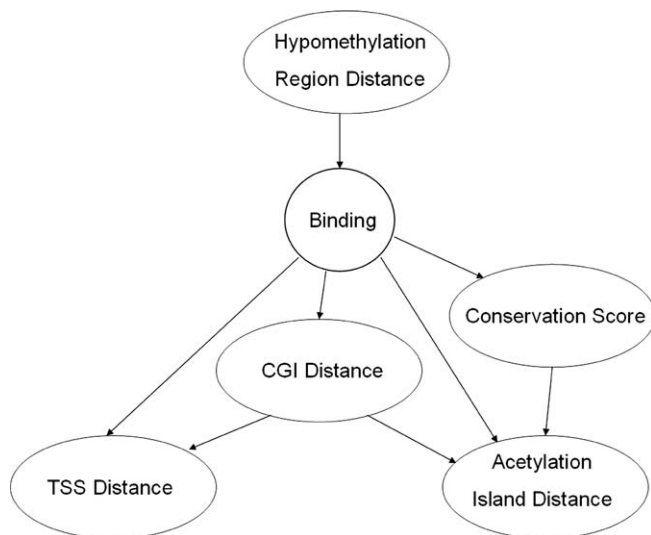 Hypomethylation
Region Distance
Binding
Conservation Score
CGI Distance
TSS Distance
Acetylation
Island Distance